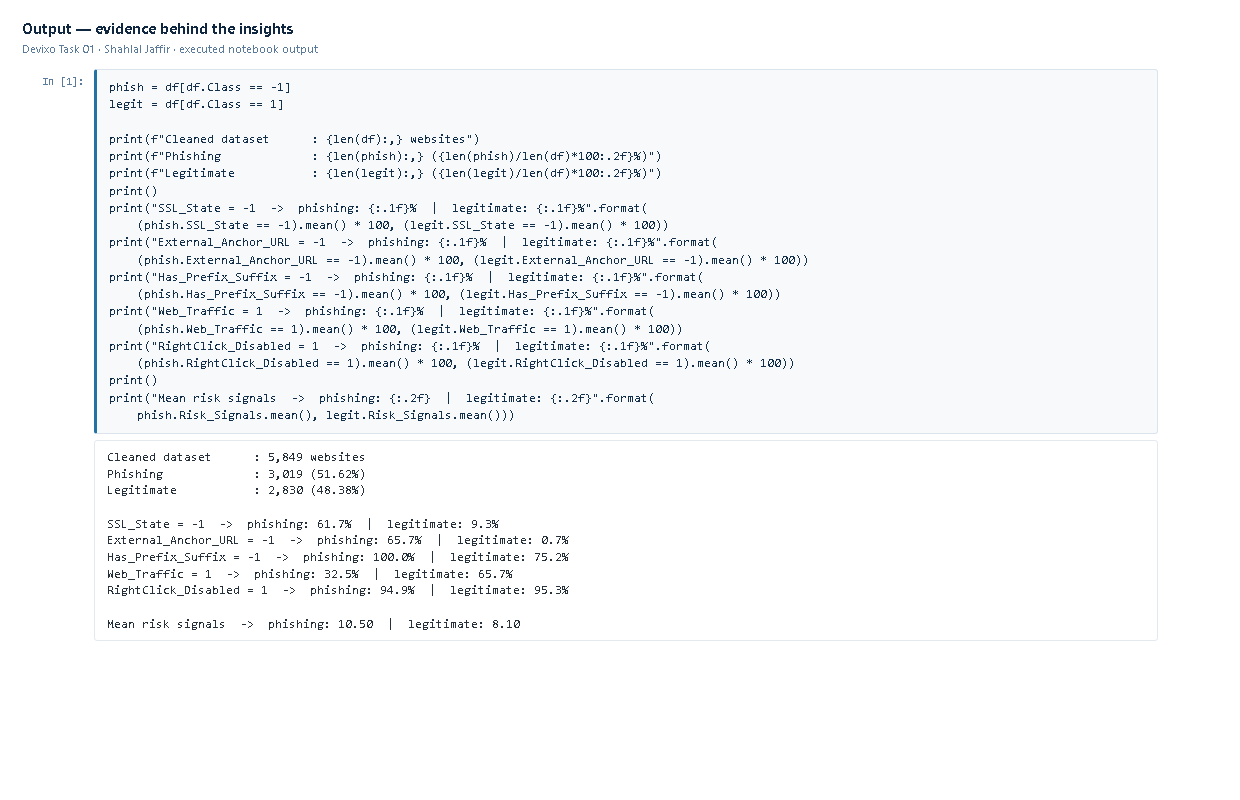 Output — evidence behind the insights
Devixo Task 01 · Shahlal Jaffir · executed notebook output
In [1]:
phish = df[df.Class == -1]
legit = df[df.Class == 1]

print(f"Cleaned dataset      : {len(df):,} websites")
print(f"Phishing             : {len(phish):,} ({len(phish)/len(df)*100:.2f}%)")
print(f"Legitimate           : {len(legit):,} ({len(legit)/len(df)*100:.2f}%)")
print()
print("SSL_State = -1  ->  phishing: {:.1f}%  |  legitimate: {:.1f}%".format(
    (phish.SSL_State == -1).mean() * 100, (legit.SSL_State == -1).mean() * 100))
print("External_Anchor_URL = -1  ->  phishing: {:.1f}%  |  legitimate: {:.1f}%".format(
    (phish.External_Anchor_URL == -1).mean() * 100, (legit.External_Anchor_URL == -1).mean() * 100))
print("Has_Prefix_Suffix = -1  ->  phishing: {:.1f}%  |  legitimate: {:.1f}%".format(
    (phish.Has_Prefix_Suffix == -1).mean() * 100, (legit.Has_Prefix_Suffix == -1).mean() * 100))
print("Web_Traffic = 1  ->  phishing: {:.1f}%  |  legitimate: {:.1f}%".format(
    (phish.Web_Traffic == 1).mean() * 100, (legit.Web_Traffic == 1).mean() * 100))
print("RightClick_Disabled = 1  ->  phishing: {:.1f}%  |  legitimate: {:.1f}%".format(
    (phish.RightClick_Disabled == 1).mean() * 100, (legit.RightClick_Disabled == 1).mean() * 100))
print()
print("Mean risk signals  ->  phishing: {:.2f}  |  legitimate: {:.2f}".format(
    phish.Risk_Signals.mean(), legit.Risk_Signals.mean()))

Cleaned dataset      : 5,849 websites
Phishing             : 3,019 (51.62%)
Legitimate           : 2,830 (48.38%)

SSL_State = -1  ->  phishing: 61.7%  |  legitimate: 9.3%
External_Anchor_URL = -1  ->  phishing: 65.7%  |  legitimate: 0.7%
Has_Prefix_Suffix = -1  ->  phishing: 100.0%  |  legitimate: 75.2%
Web_Traffic = 1  ->  phishing: 32.5%  |  legitimate: 65.7%
RightClick_Disabled = 1  ->  phishing: 94.9%  |  legitimate: 95.3%

Mean risk signals  ->  phishing: 10.50  |  legitimate: 8.10